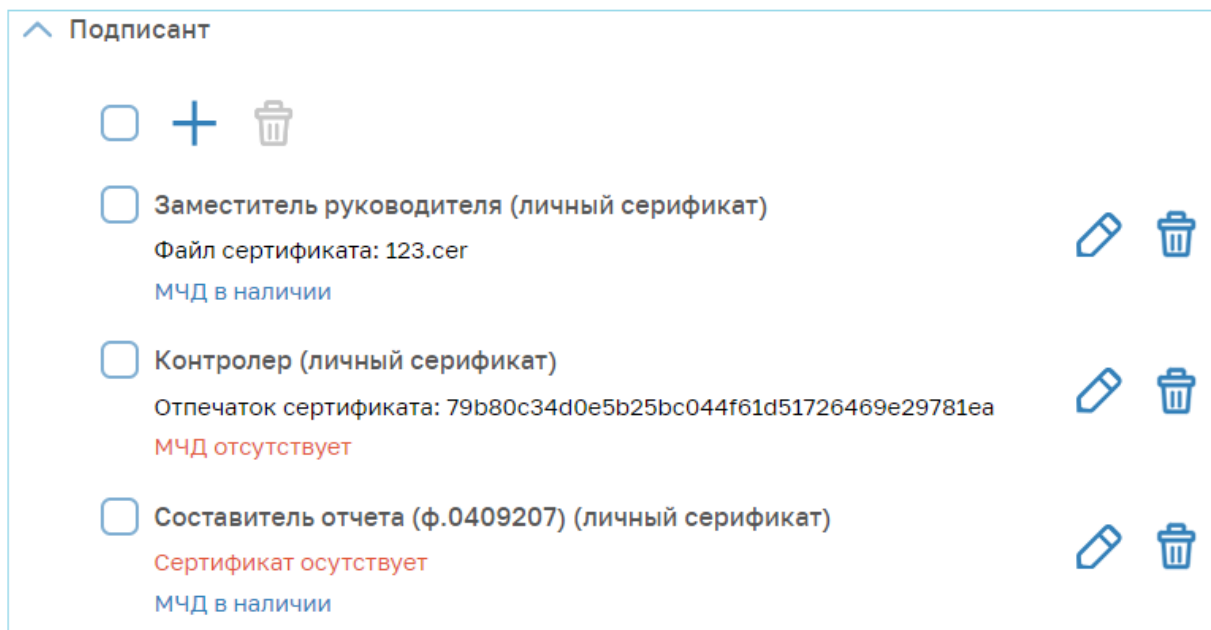 Подписант
Заместитель руководителя (личный серификат)
Файл сертификата: 123.cer
МЧД в наличии
Контролер (личный серификат)
Отпечаток сертификата: 79b80c34d0e5b25bc044f61d51726469e29781ea
МЧД отсутствует
Составитель отчета (ф.0409207) (личный серификат)
Сертификат осутствует
МЧД в наличии